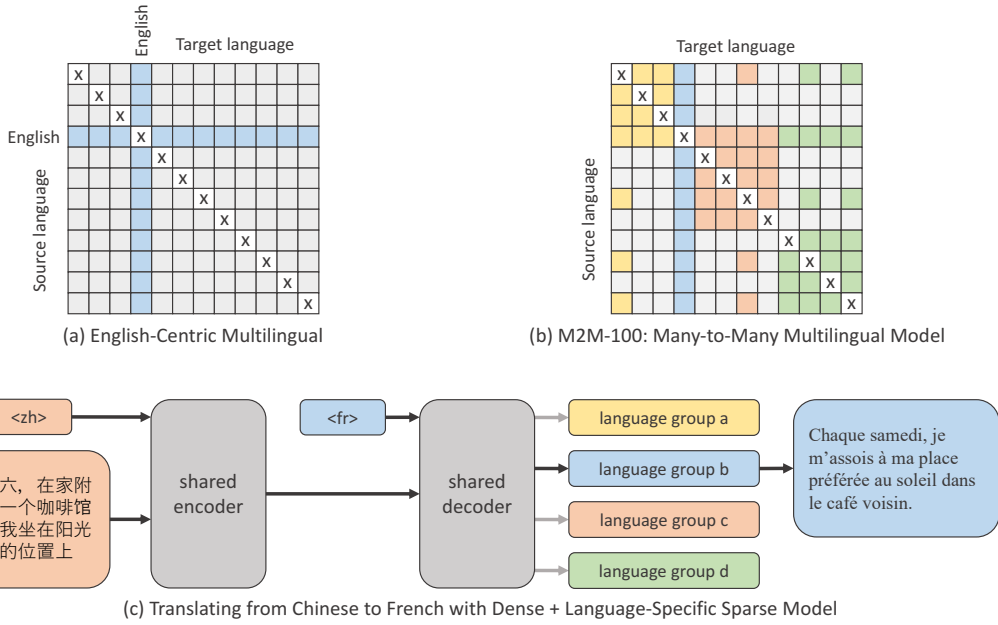 English
Target language
x
x
x
English
x
x
x
x
x
x
x
x
x
Source language
(a) English-Centric Multilingual
Target language
x
x
x
x
x
x
x
x
x
x
x
x
Source language
(b) M2M-100: Many-to-Many Multilingual Model
<zh>
六，在家附
一个咖啡馆
我坐在阳光
的位置上
shared
encoder
<fr>
shared
decoder
language group a
language group b
language group c
language group d
Chaque samedi, je
m’assois à ma place
préférée au soleil dans
le café voisin.
(c) Translating from Chinese to French with Dense + Language-Specific Sparse Model